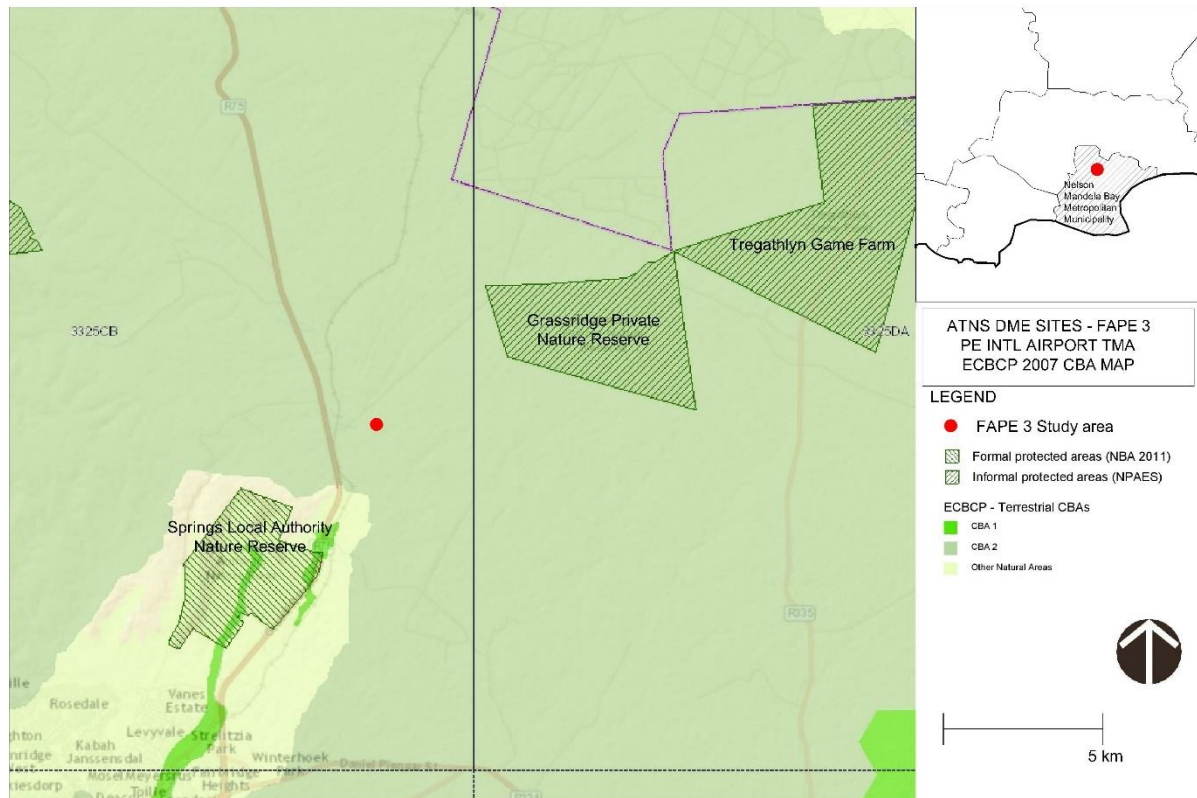 R75
3325CB
Tregathlyn Game Farm
Grassridge Private
Nature Reserve
3325DA
Springs Local Authority
Nature Reserve
R335
Rosedale
Vanes
Estate
Levyvale
Strelitzia
Park
Kabah
Janssensdal
Winterhoek
Heights
Nelson
Mandela Bay
Metropolitan
Municipality
ATNS DME SITES - FAPE 3
PE INTL AIRPORT TMA
ECBCP 2007 CBA MAP
LEGEND
FAPE 3 Study area
Formal protected areas (NBA 2011)
Informal protected areas (NPAES)
ECBCP - Terrestrial CBAs
CBA 1
CBA 2
Other Natural Areas
5 km